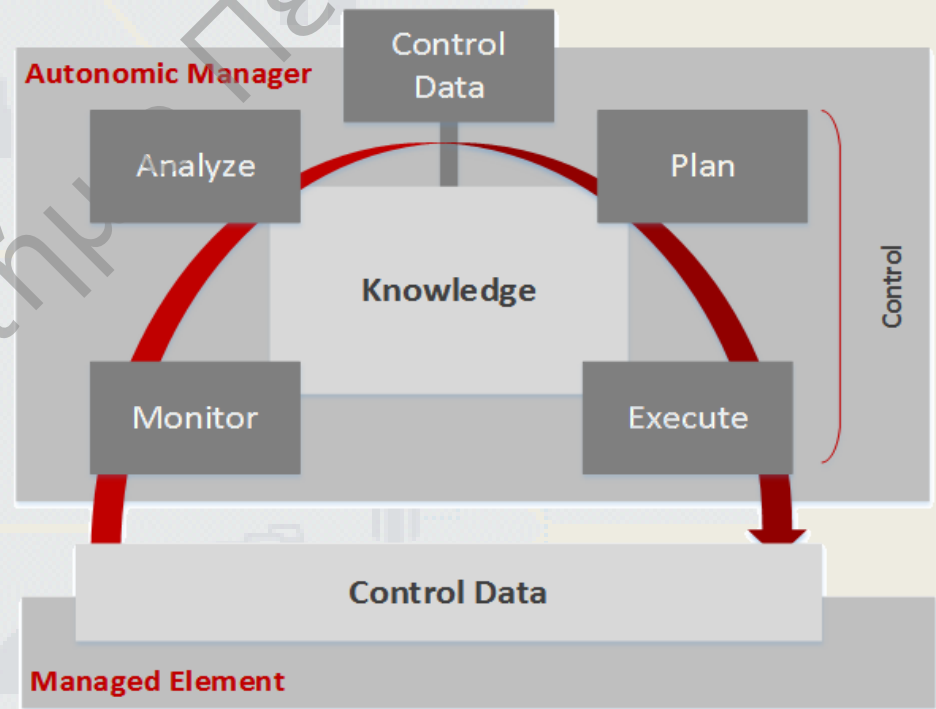 Control
Data
Autonomic Manager
Analyze
Plan
Knowledge
Control
Monitor
Execute
Control Data
Managed Element